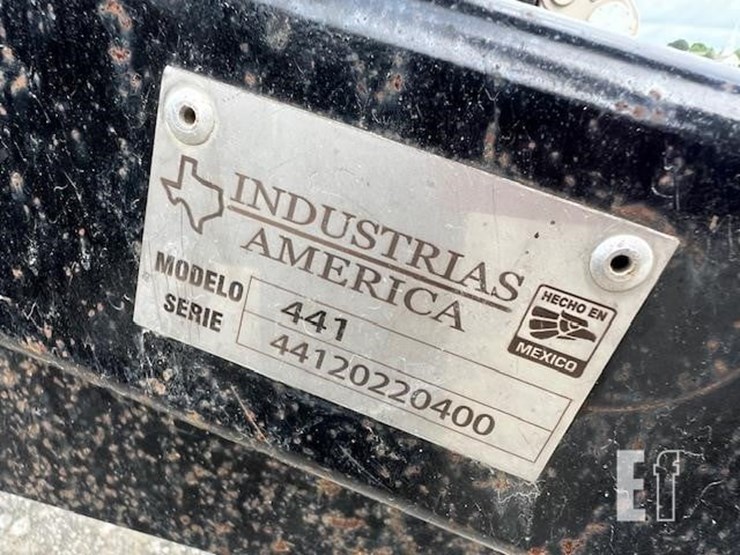 INDUSTRIAS
AMERICA
MODELO 441
SERIE 44120220400
HECHO EN
MEXICO
Ef